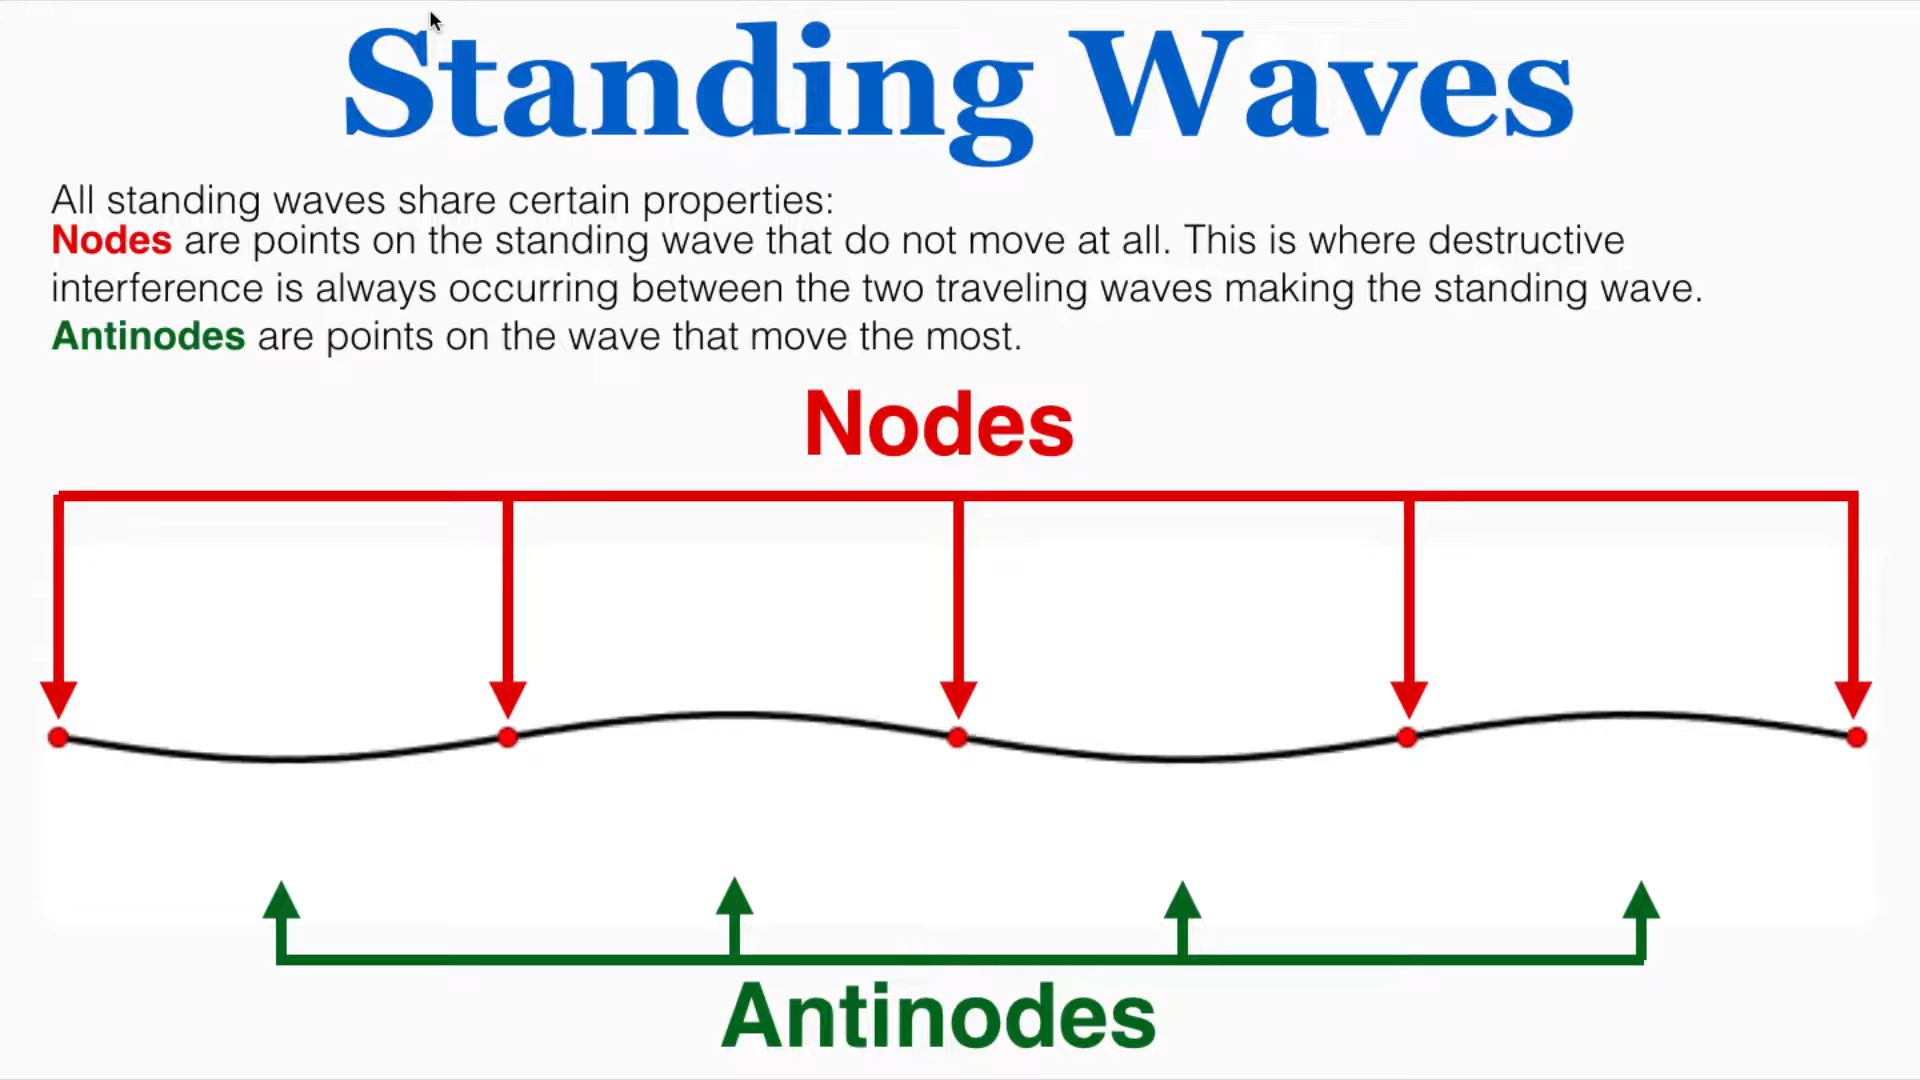 Standing Waves
All standing waves share certain properties:
Nodes are points on the standing wave that do not move at all. This is where destructive
interference is always occurring between the two traveling waves making the standing wave.
Antinodes are points on the wave that move the most.
Nodes
Antinodes